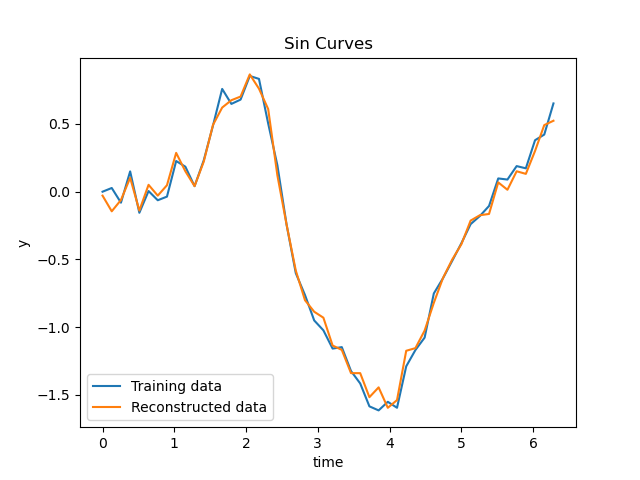 Sin Curves
y
0.5
0.0
−0.5
−1.0
−1.5
Training data
Reconstructed data
0 1 2 3 4 5 6
time